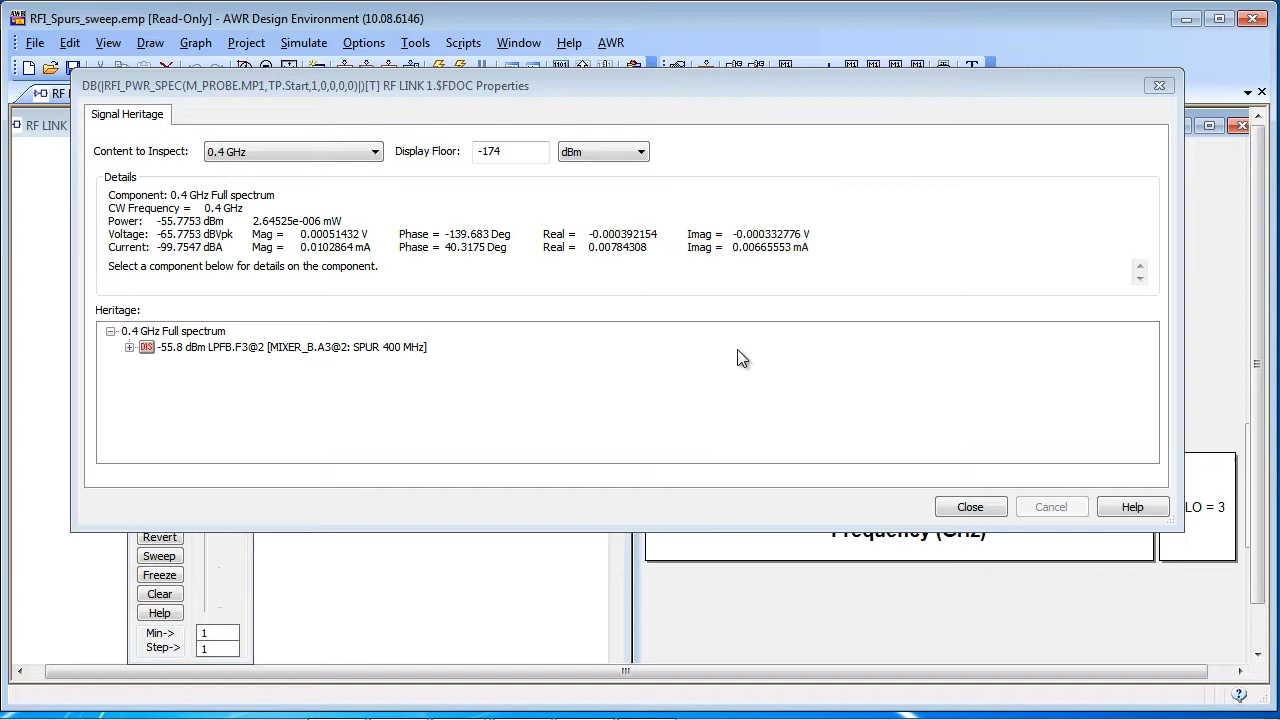 RFI_Spurs_sweep.emp [Read-Only] - AWR Design Environment (10.08.6146)
File Edit View Draw Graph Project Simulate Options Tools Scripts Window Help AWR
DB(|RFI_PWR_SPEC(M_PROBE.MP1,TP.Start,1,0,0,0,0)|)[T] RF LINK 1.$FDOC Properties
RF
RF LINK
Signal Heritage
Content to Inspect: 0.4 GHz Display Floor: -174 dBm
Details
Component: 0.4 GHz Full spectrum
CW Frequency = 0.4 GHz
Power: -55.7753 dBm 2.64525e-006 mW
Voltage: -65.7753 dBVpk Mag = 0.00051432 V Phase = -139.683 Deg Real = -0.000392154 Imag = -0.000332776 V
Current: -99.7547 dBA Mag = 0.0102864 mA Phase = 40.3175 Deg Real = 0.00784308 Imag = 0.00665553 mA
Select a component below for details on the component.
Heritage:
0.4 GHz Full spectrum
DIS -55.8 dBm LPFB.F3@2 [MIXER_B.A3@2: SPUR 400 MHz]
Close Cancel Help
LO = 3
Frequency (GHz)
Revert
Sweep
Freeze
Clear
Help
Min-> 1
Step-> 1